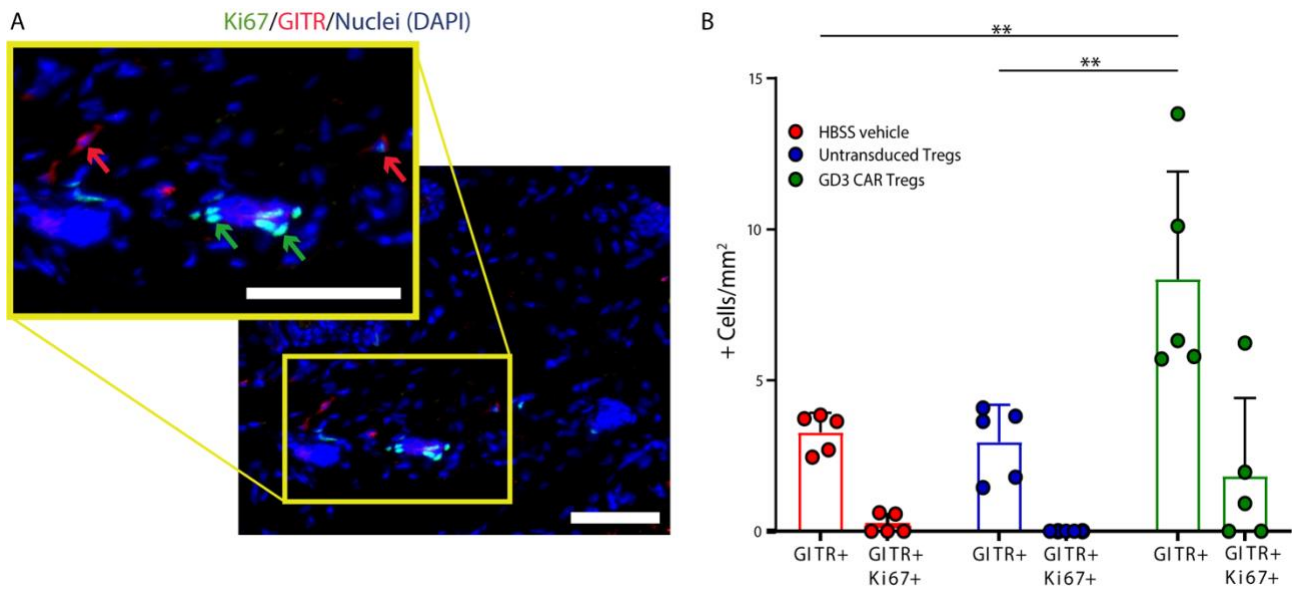 A
Ki67/GITR/Nuclei (DAPI)
B
**
**
15
HBSS vehicle
Untransduced Tregs
GD3 CAR Tregs
10
+ Cells/mm²
5
0
GITR+
GITR+
Ki67+
GITR+
GITR+
Ki67+
GITR+
GITR+
Ki67+